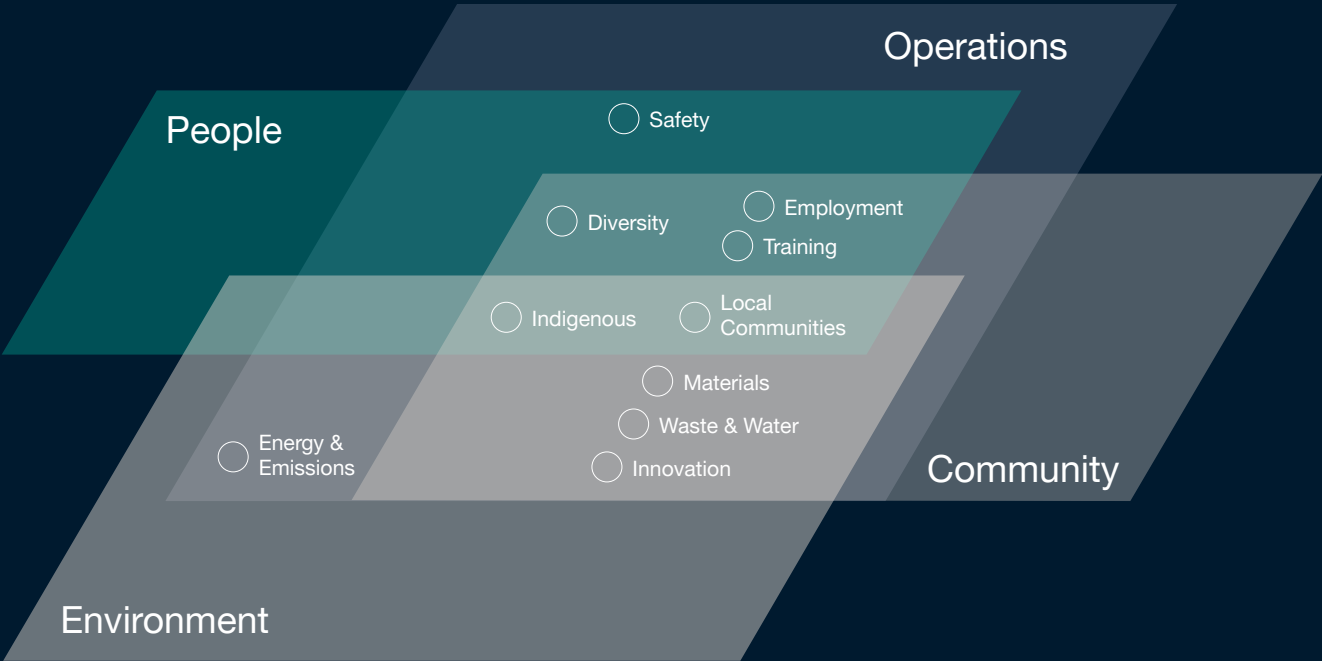 Operations
People
Safety
Diversity
Employment
Training
Indigenous
Local
Communities
Materials
Waste & Water
Energy &
Emissions
Innovation
Community
Environment